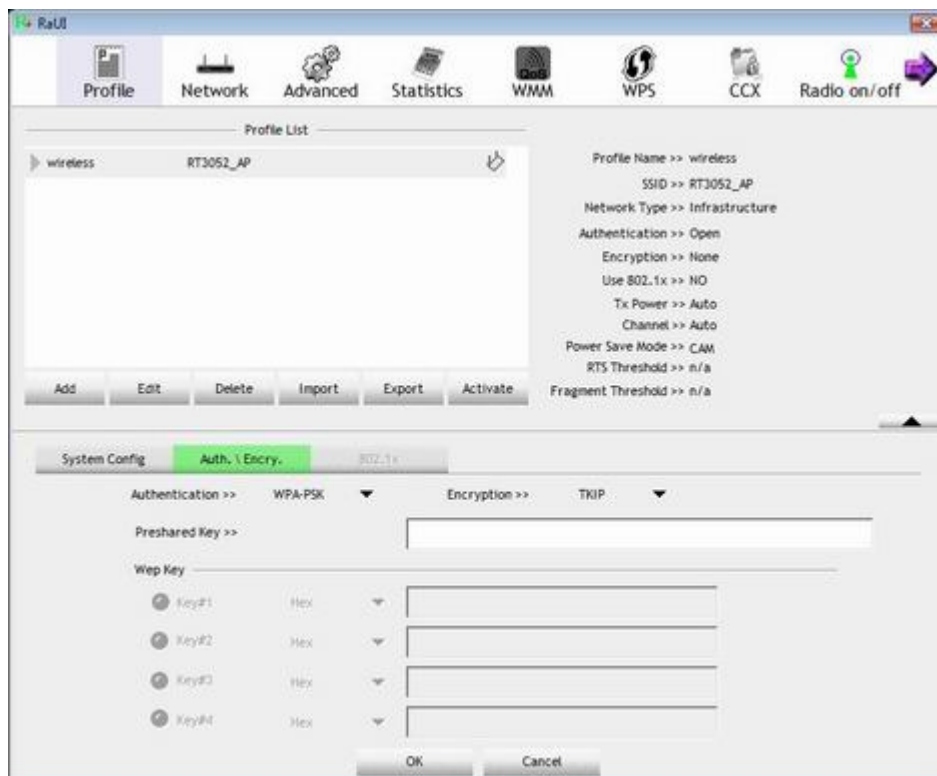 RaUI
Profile Network Advanced Statistics WMM WPS CCX Radio on/off
QoS
Profile List
wireless RT3052_AP
Add Edit Delete Import Export Activate
Profile Name >> wireless
SSID >> RT3052_AP
Network Type >> Infrastructure
Authentication >> Open
Encryption >> None
Use 802.1x >> NO
Tx Power >> Auto
Channel >> Auto
Power Save Mode >> CAM
RTS Threshold >> n/a
Fragment Threshold >> n/a
System Config Auth. \ Encry. 802.1x
Authentication >> WPA-PSK Encryption >> TKIP
Preshared Key >>
Wep Key
Key#1 Hex
Key#2 Hex
Key#3 Hex
Key#4 Hex
OK Cancel